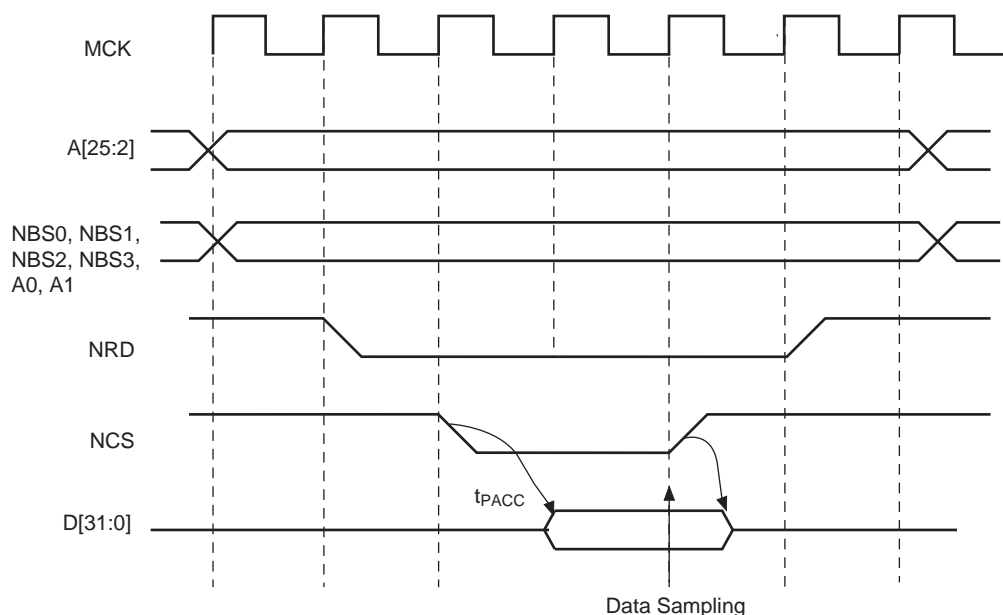 MCK
A[25:2]
NBS0, NBS1,
NBS2, NBS3,
A0, A1
NRD
NCS
tPACC
D[31:0]
Data Sampling